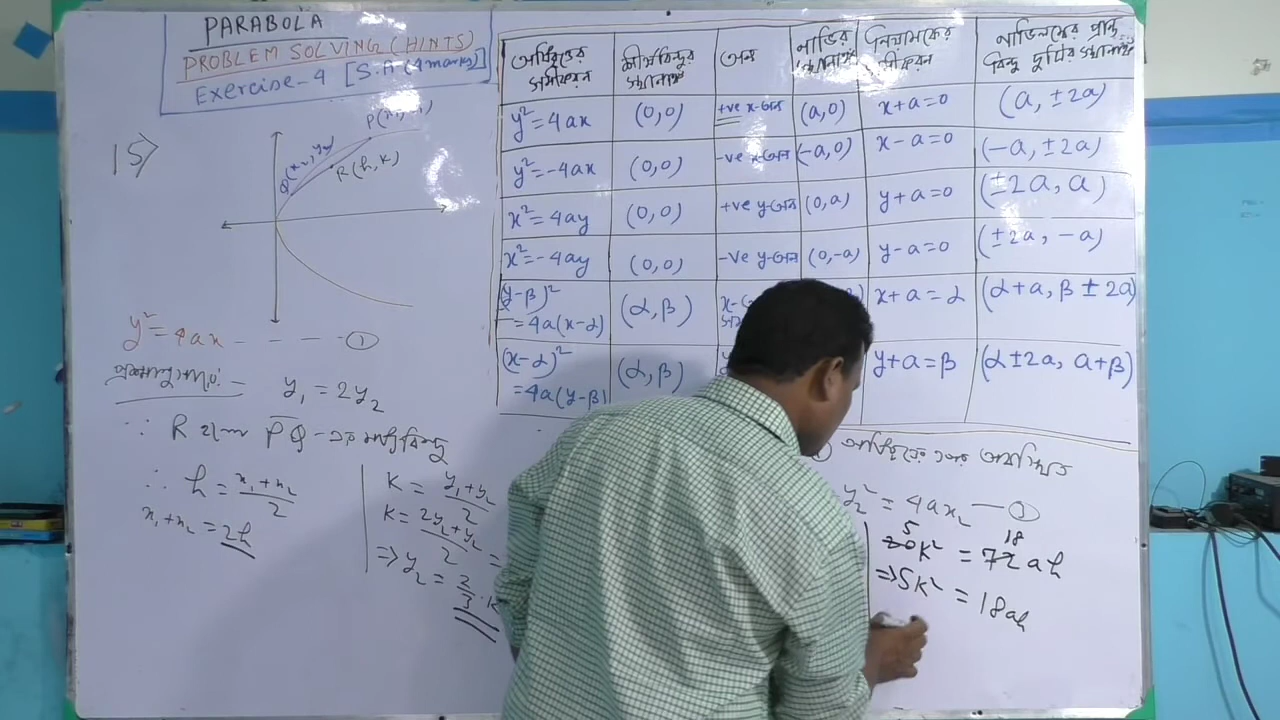 PARABOLA
PROBLEM SOLVING (HINTS)
Exercise-4 [S.A (4 marks)]
15>
P(x₁, y₁)
Q(x₂, y₂)
R(h, k)
y² = 4ax - - - - ①
প্রশ্নানুসারে :- y₁ = 2y₂
∵ R হল PQ-এর মধ্যবিন্দু
∴ h = (x₁+x₂)/2
x₁+x₂ = 2h
K = (y₁+y₂)/2
K = (2y₂+y₂)/2 =
⇒ y₂ = 2/3 · K
অধিবৃত্তের সমীকরন | শীর্ষবিন্দুর স্থানাঙ্ক | অক্ষ | নাভির স্থানাঙ্ক | নিয়ামকের সমীকরন | নাভিলম্বের প্রান্ত বিন্দু দুটির স্থানাঙ্ক
y² = 4ax | (0,0) | +ve x-অক্ষ | (a,0) | x+a=0 | (a, ±2a)
y² = -4ax | (0,0) | -ve x-অক্ষ | (-a,0) | x-a=0 | (-a, ±2a)
x² = 4ay | (0,0) | +ve y-অক্ষ | (0,a) | y+a=0 | (±2a, a)
x² = -4ay | (0,0) | -ve y-অক্ষ | (0,-a) | y-a=0 | (±2a, -a)
(y-β)² = 4a(x-α) | (α,β) | x+a = α | (α+a, β±2a)
(x-α)² = 4a(y-β) | (α,β) | y+a = β | (α±2a, a+β)
y₂² = 4ax₂ — ①
5 18
20K² = 72ah
⇒ 5K² = 18ah